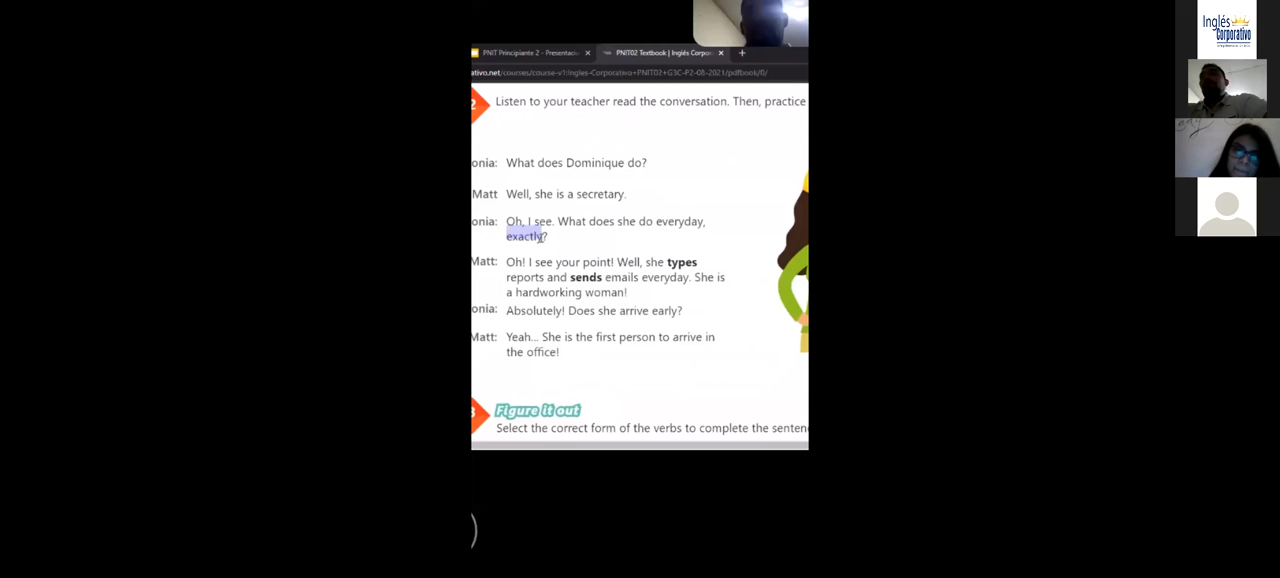 Inglés
Corporativo
PNIT Principiante 2 - Presentaci
PNIT02 Textbook | Inglés Corpo
ativo.net/courses/course-v1:Ingles-Corporativo+PNIT02+G3C-P2-08-2021/pdfbook/0/
2 Listen to your teacher read the conversation. Then, practice
onia: What does Dominique do?
Matt Well, she is a secretary.
onia: Oh, I see. What does she do everyday,
exactly?
Matt: Oh! I see your point! Well, she types
reports and sends emails everyday. She is
a hardworking woman!
onia: Absolutely! Does she arrive early?
Matt: Yeah... She is the first person to arrive in
the office!
3 Figure it out
Select the correct form of the verbs to complete the senten